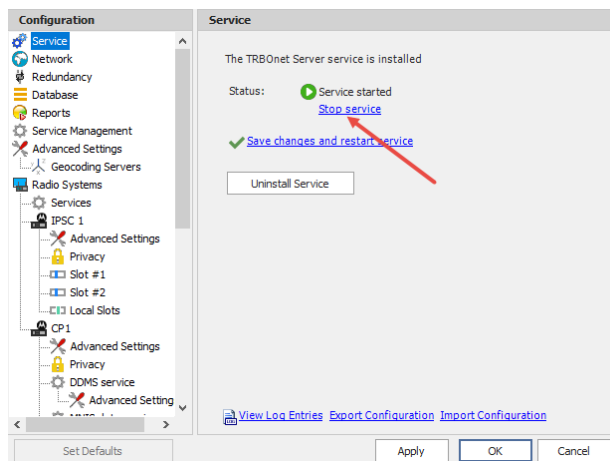 Configuration
Service
Network
Redundancy
Database
Reports
Service Management
Advanced Settings
Geocoding Servers
Radio Systems
Services
IPSC 1
Advanced Settings
Privacy
Slot #1
Slot #2
Local Slots
CP1
Advanced Settings
Privacy
DDMS service
Advanced Setting
Set Defaults
Service
The TRBOnet Server service is installed
Status: Service started
Stop service
Save changes and restart service
Uninstall Service
View Log Entries Export Configuration Import Configuration
Apply OK Cancel